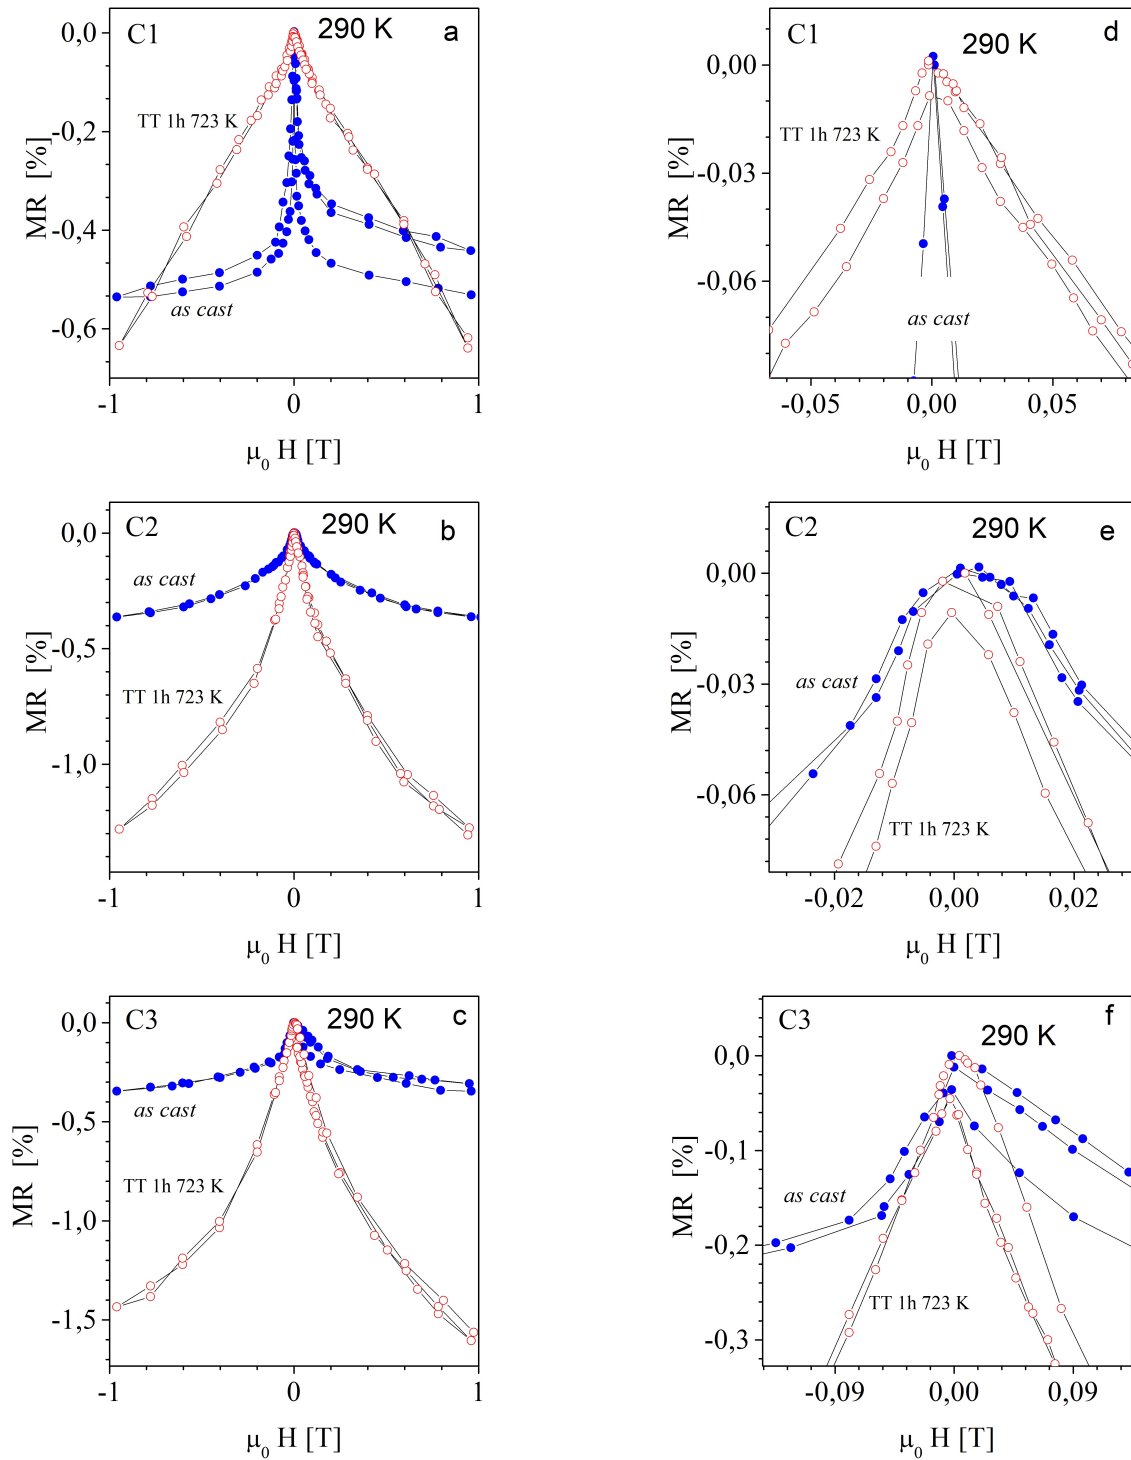 C1 290 K a
0,0
-0,2
-0,4
-0,6
MR [%]
TT 1h 723 K
as cast
-1 0 1
μ0 H [T]
C1 290 K d
0,00
-0,03
-0,06
MR [%]
TT 1h 723 K
as cast
-0,05 0,00 0,05
μ0 H [T]
C2 290 K b
0,0
-0,5
-1,0
MR [%]
as cast
TT 1h 723 K
-1 0 1
μ0 H [T]
C2 290 K e
0,00
-0,03
-0,06
MR [%]
as cast
TT 1h 723 K
-0,02 0,00 0,02
μ0 H [T]
C3 290 K c
0,0
-0,5
-1,0
-1,5
MR [%]
as cast
TT 1h 723 K
-1 0 1
μ0 H [T]
C3 290 K f
0,0
-0,1
-0,2
-0,3
MR [%]
as cast
TT 1h 723 K
-0,09 0,00 0,09
μ0 H [T]